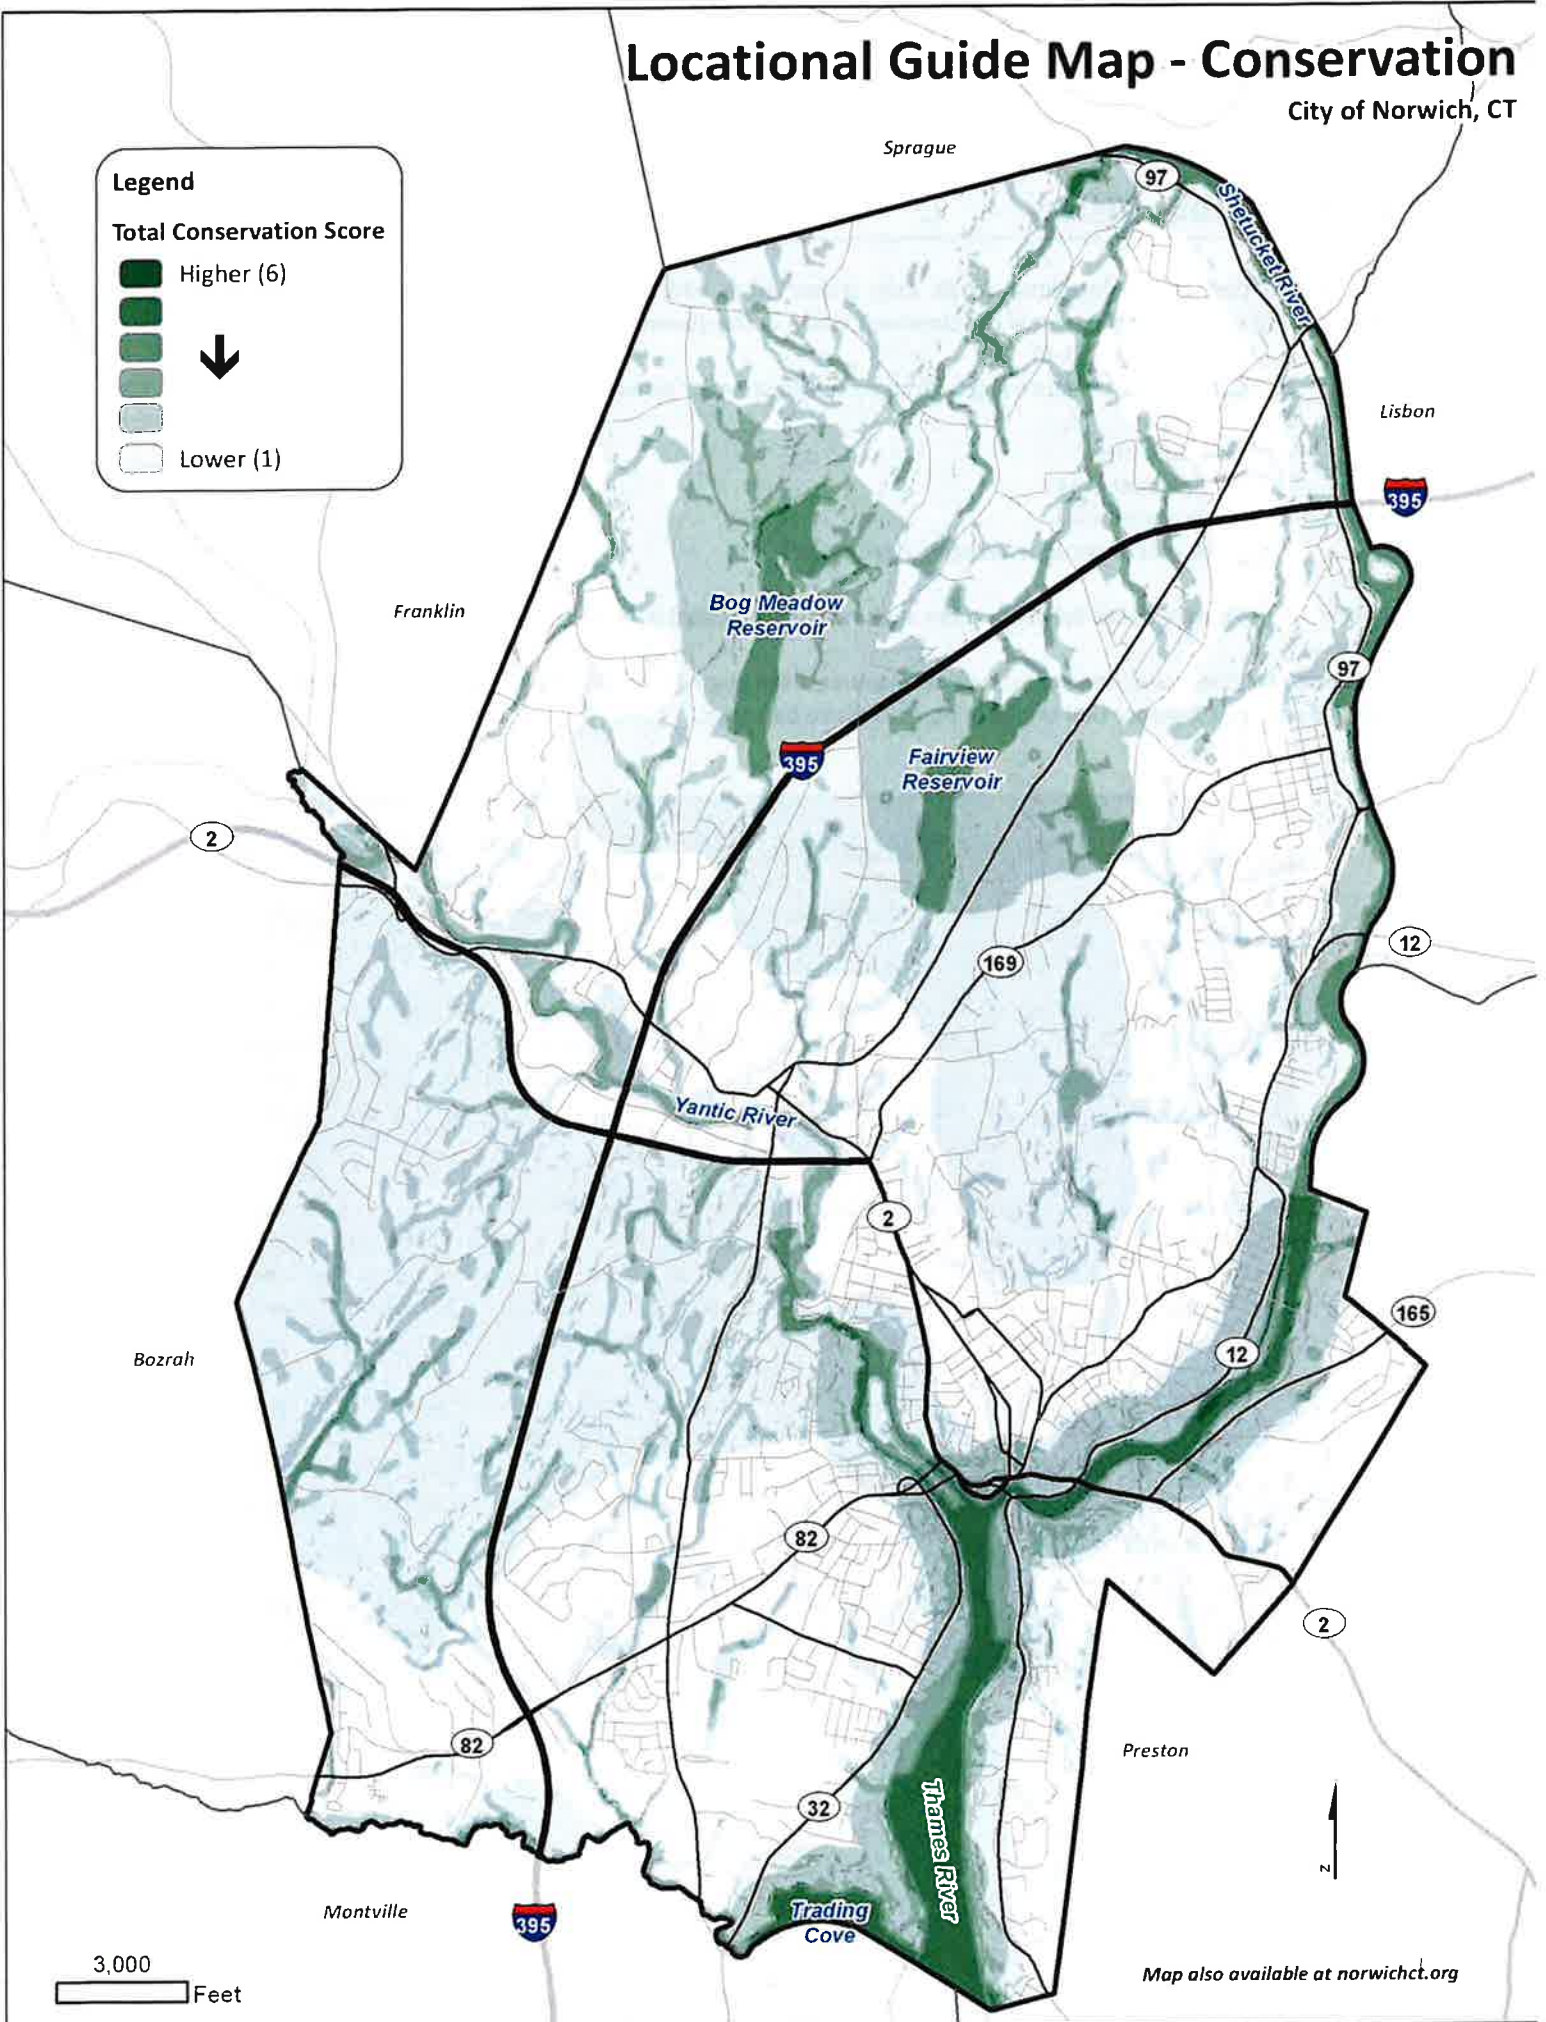 Locational Guide Map - Conservation
City of Norwich, CT
Legend
Total Conservation Score
Higher (6)
Lower (1)
Sprague
97
Shetucket River
Lisbon
395
Franklin
Bog Meadow
Reservoir
97
395
Fairview
Reservoir
2
12
169
Yantic River
2
165
12
Bozrah
82
2
82
Preston
32
Thames River
Trading
Cove
Montville
395
N
3,000
Feet
Map also available at norwichct.org